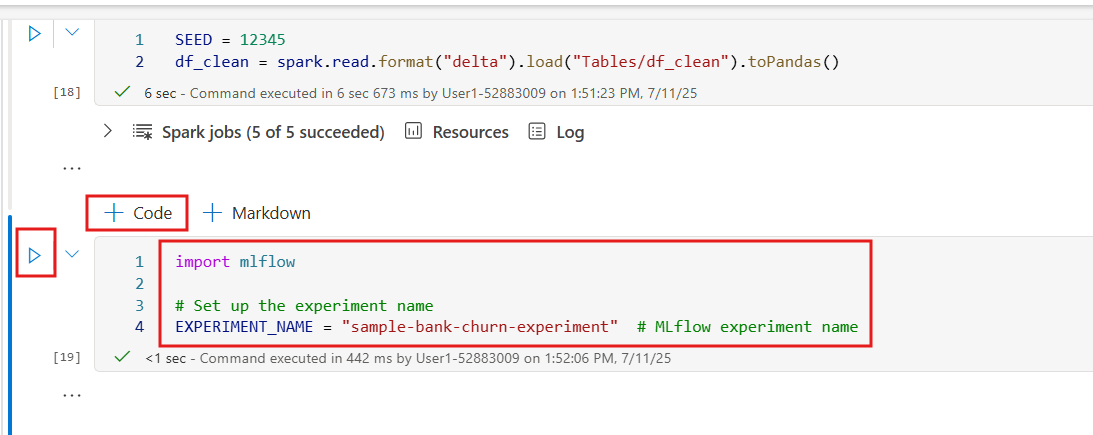 1 SEED = 12345
2 df_clean = spark.read.format("delta").load("Tables/df_clean").toPandas()
[18] 6 sec - Command executed in 6 sec 673 ms by User1-52883009 on 1:51:23 PM, 7/11/25
Spark jobs (5 of 5 succeeded) Resources Log
...
+ Code + Markdown
1 import mlflow
2
3 # Set up the experiment name
4 EXPERIMENT_NAME = "sample-bank-churn-experiment"  # MLflow experiment name
[19] <1 sec - Command executed in 442 ms by User1-52883009 on 1:52:06 PM, 7/11/25
...